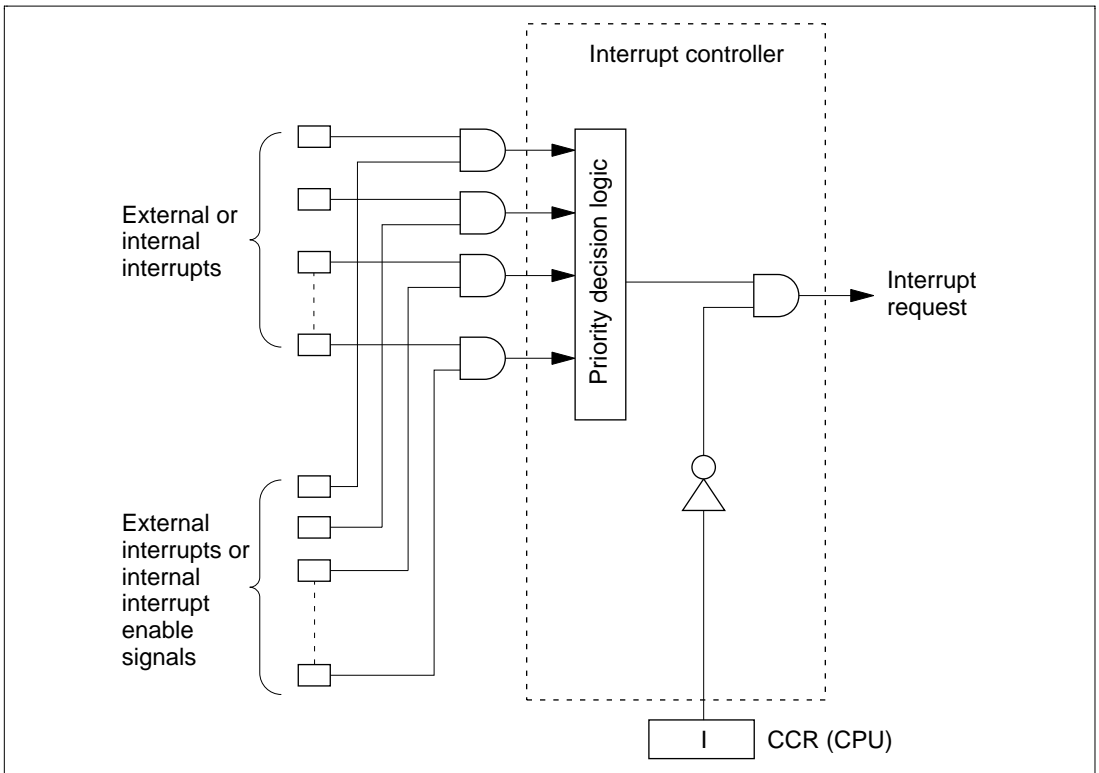 Interrupt controller
External or
internal
interrupts
Priority decision logic
Interrupt
request
External
interrupts or
internal
interrupt
enable
signals
I
CCR (CPU)